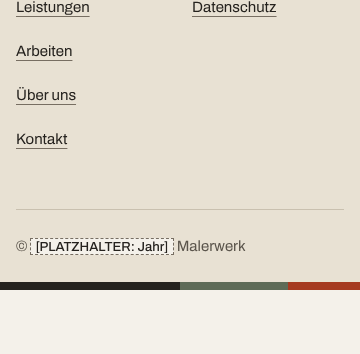 Leistungen Datenschutz
Arbeiten
Über uns
Kontakt
© [PLATZHALTER: Jahr] Malerwerk